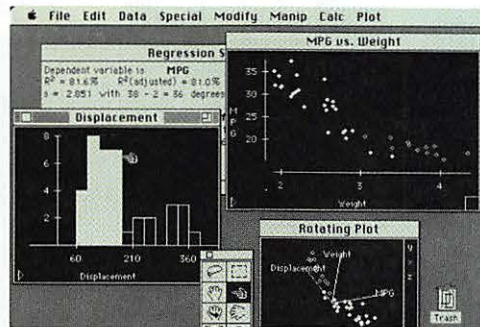 File Edit Data Special Modify Manip Calc Plot
Regression S
Dependent variable is MPG
R² = 81.6% R²(adjusted) = 81.0%
s = 2.851 with 38 - 2 = 36 degrees
MPG vs. Weight
35
30
25
20
MPG
2
3
4
Weight
Displacement
8
6
4
2
60 210 360
Displacement
Rotating Plot
Weight
Displacement
MPG
y
x
z
Trash